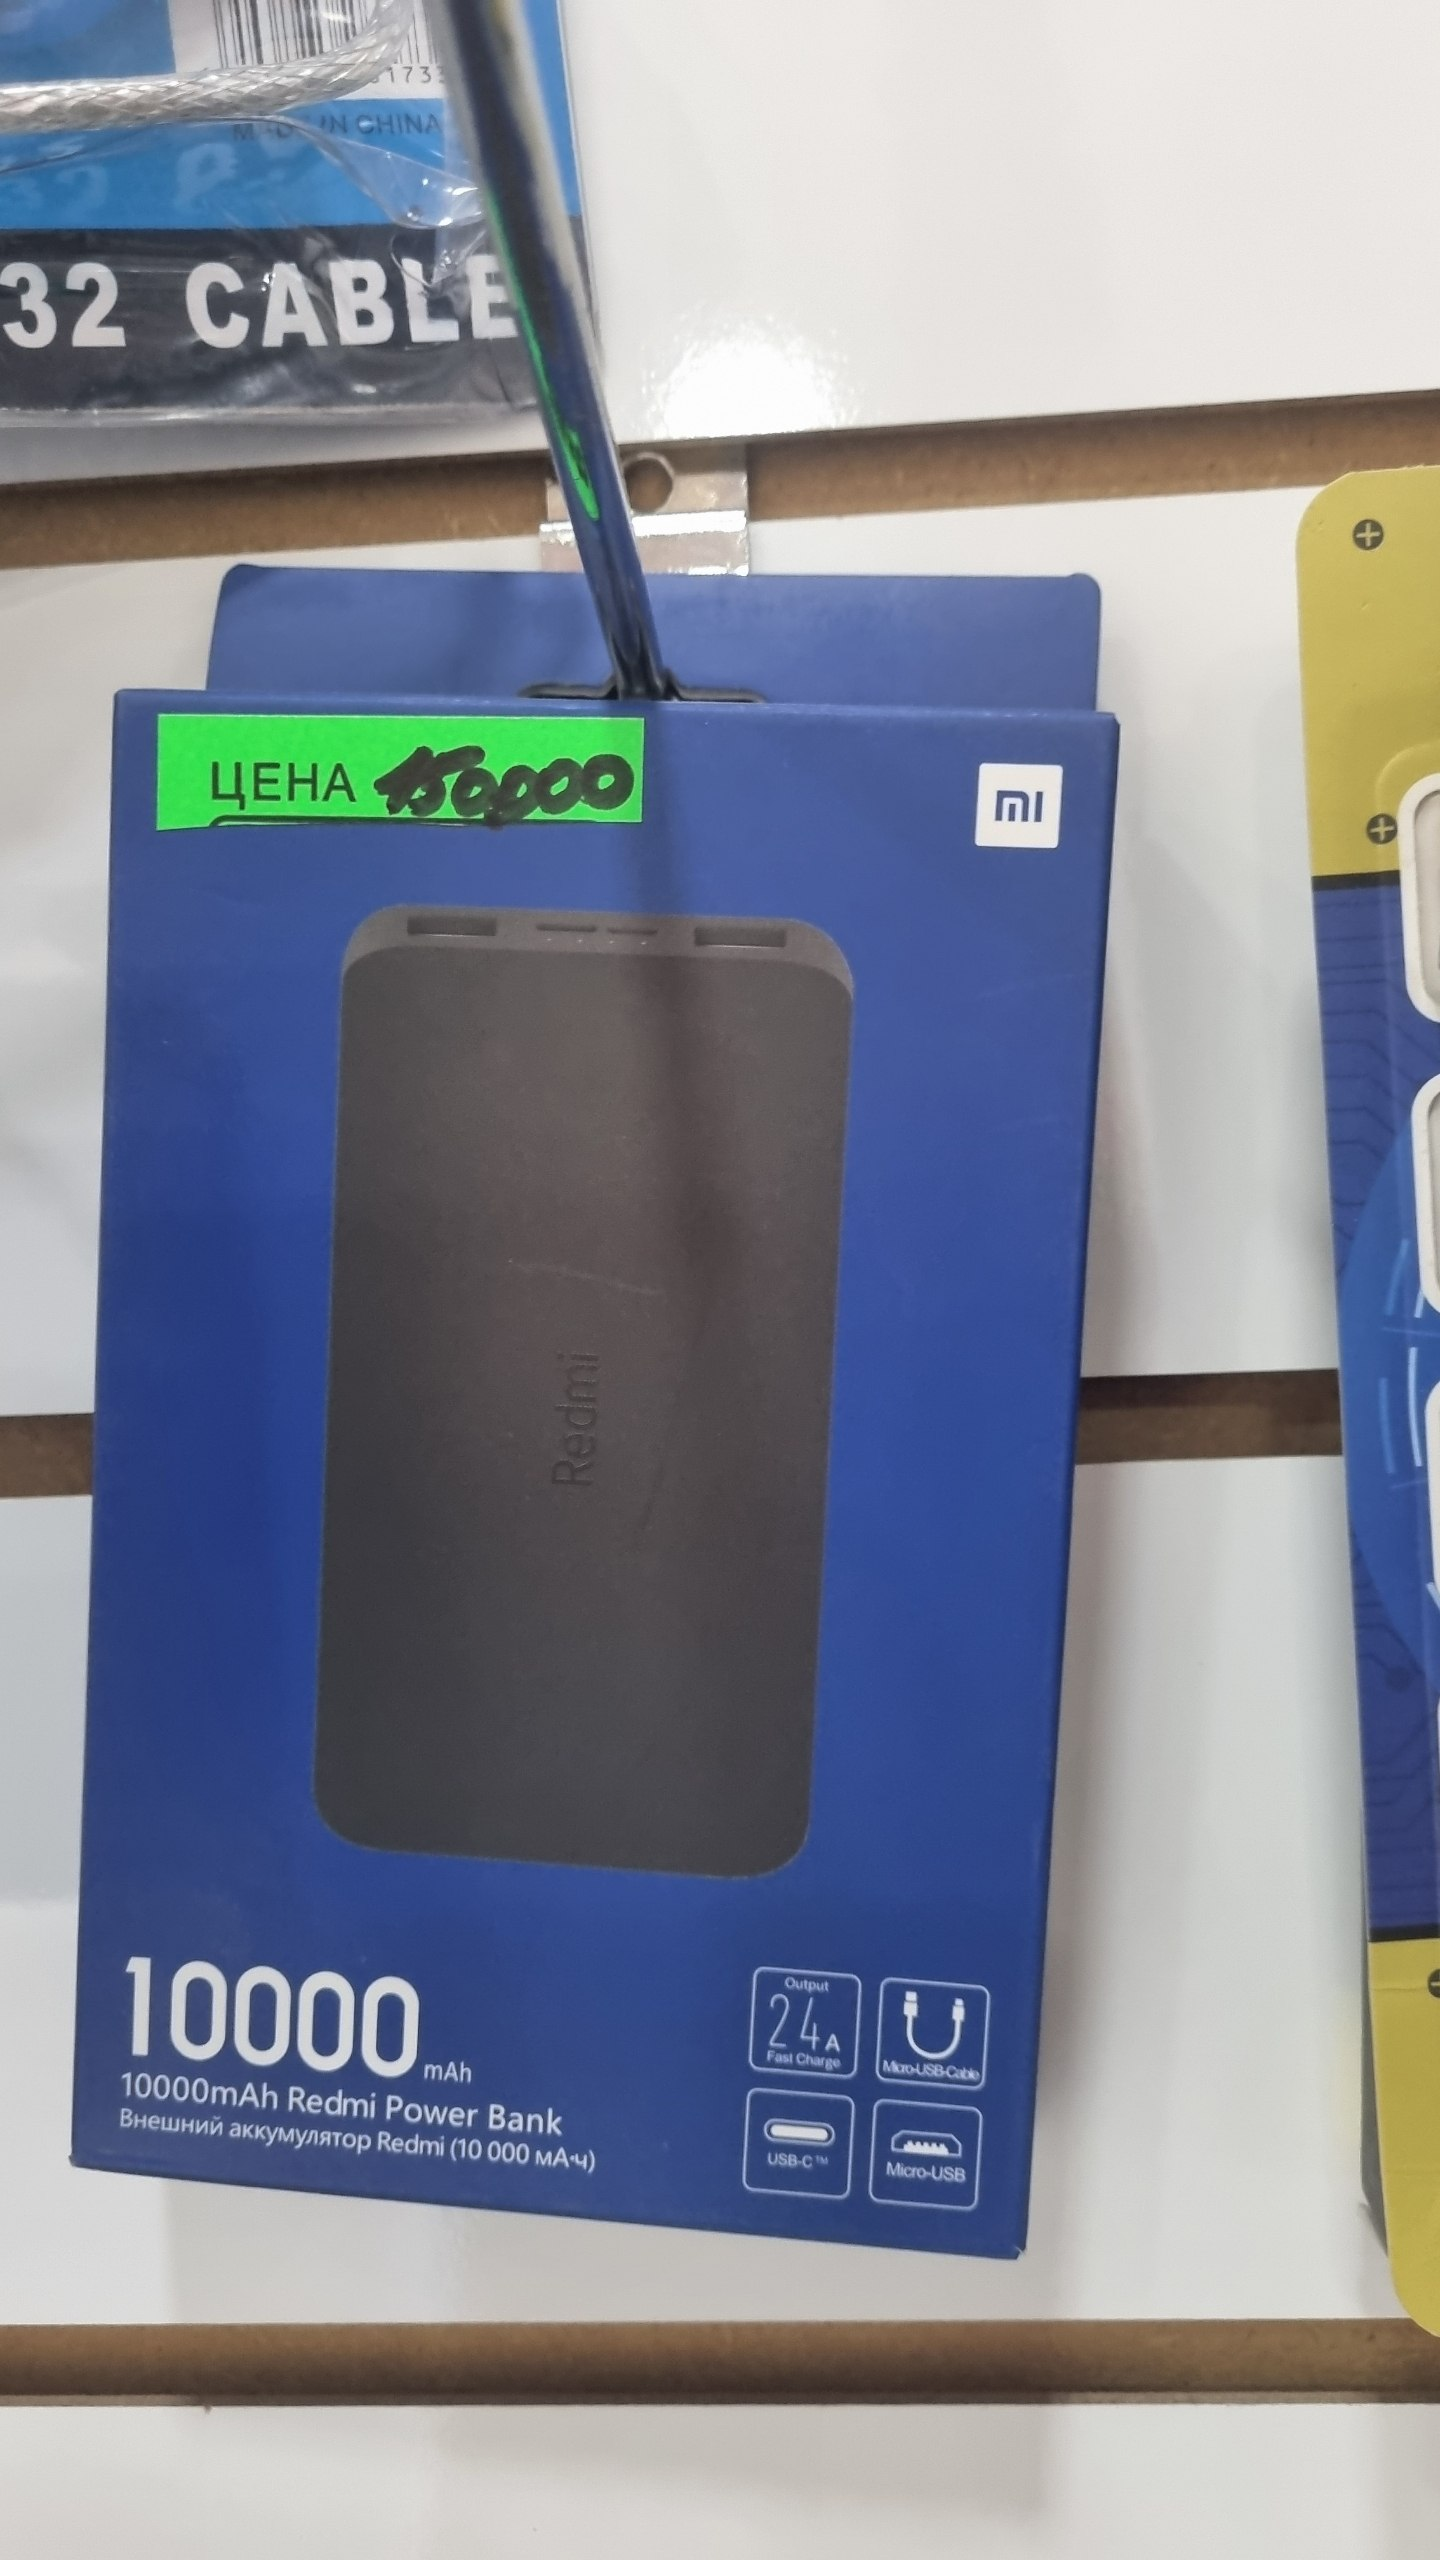 MADE IN CHINA
32 CABLE
ЦЕНА 150000
mi
Redmi
10000 mAh
10000mAh Redmi Power Bank
Внешний аккумулятор Redmi (10 000 мА·ч)
Output
2.4 A
Fast Charge
Micro-USB-Cable
USB-C™
Micro-USB